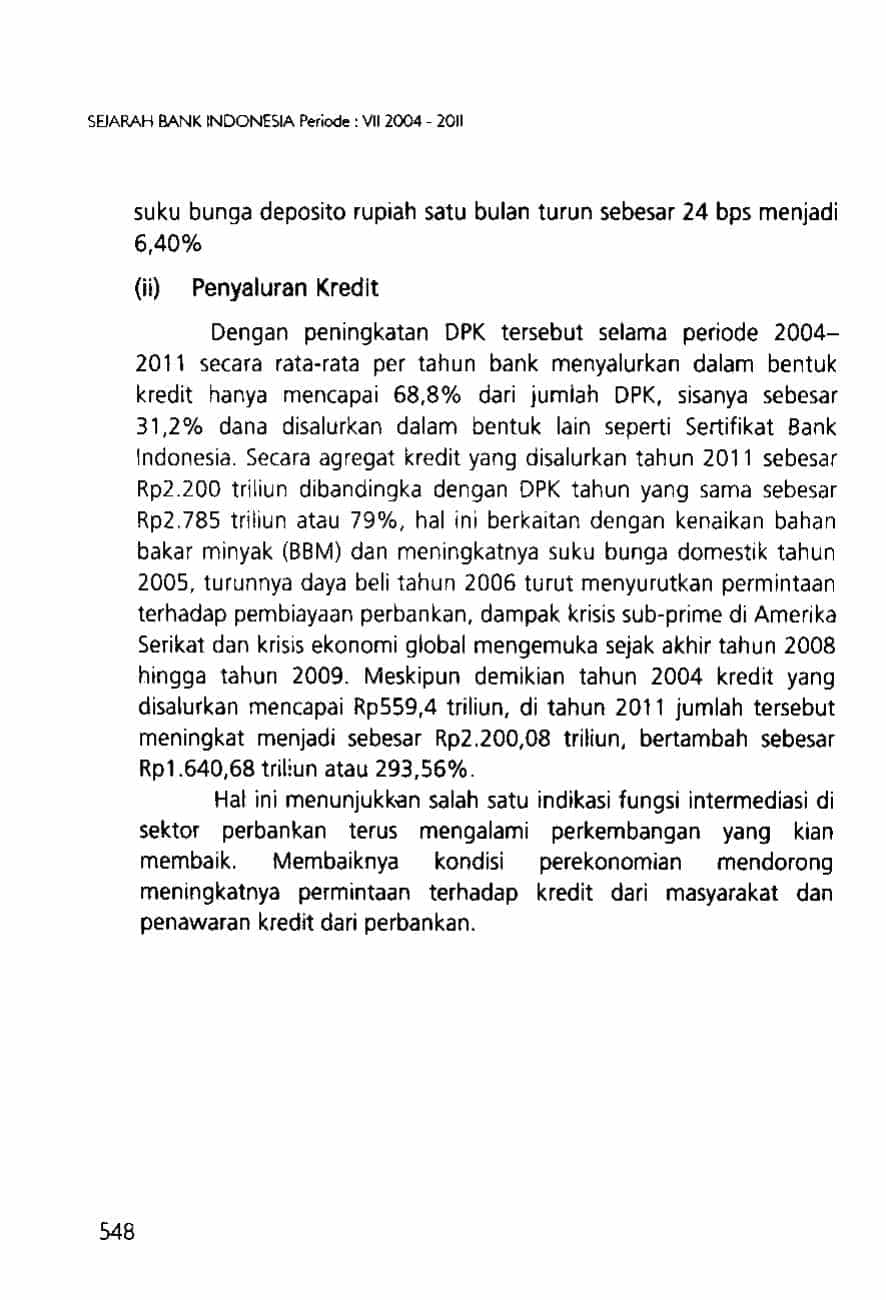 SEJARAH BANK INDONESIA Periode : VII 2004 - 2011
suku bunga deposito rupiah satu bulan turun sebesar 24 bps menjadi
6,40%
(ii) Penyaluran Kredit
Dengan peningkatan DPK tersebut selama periode 2004–
2011 secara rata-rata per tahun bank menyalurkan dalam bentuk
kredit hanya mencapai 68,8% dari jumlah DPK, sisanya sebesar
31,2% dana disalurkan dalam bentuk lain seperti Sertifikat Bank
Indonesia. Secara agregat kredit yang disalurkan tahun 2011 sebesar
Rp2.200 triliun dibandingka dengan DPK tahun yang sama sebesar
Rp2.785 triliun atau 79%, hal ini berkaitan dengan kenaikan bahan
bakar minyak (BBM) dan meningkatnya suku bunga domestik tahun
2005, turunnya daya beli tahun 2006 turut menyurutkan permintaan
terhadap pembiayaan perbankan, dampak krisis sub-prime di Amerika
Serikat dan krisis ekonomi global mengemuka sejak akhir tahun 2008
hingga tahun 2009. Meskipun demikian tahun 2004 kredit yang
disalurkan mencapai Rp559,4 triliun, di tahun 2011 jumlah tersebut
meningkat menjadi sebesar Rp2.200,08 triliun, bertambah sebesar
Rp1.640,68 triliun atau 293,56%.
Hal ini menunjukkan salah satu indikasi fungsi intermediasi di
sektor perbankan terus mengalami perkembangan yang kian
membaik. Membaiknya kondisi perekonomian mendorong
meningkatnya permintaan terhadap kredit dari masyarakat dan
penawaran kredit dari perbankan.
548